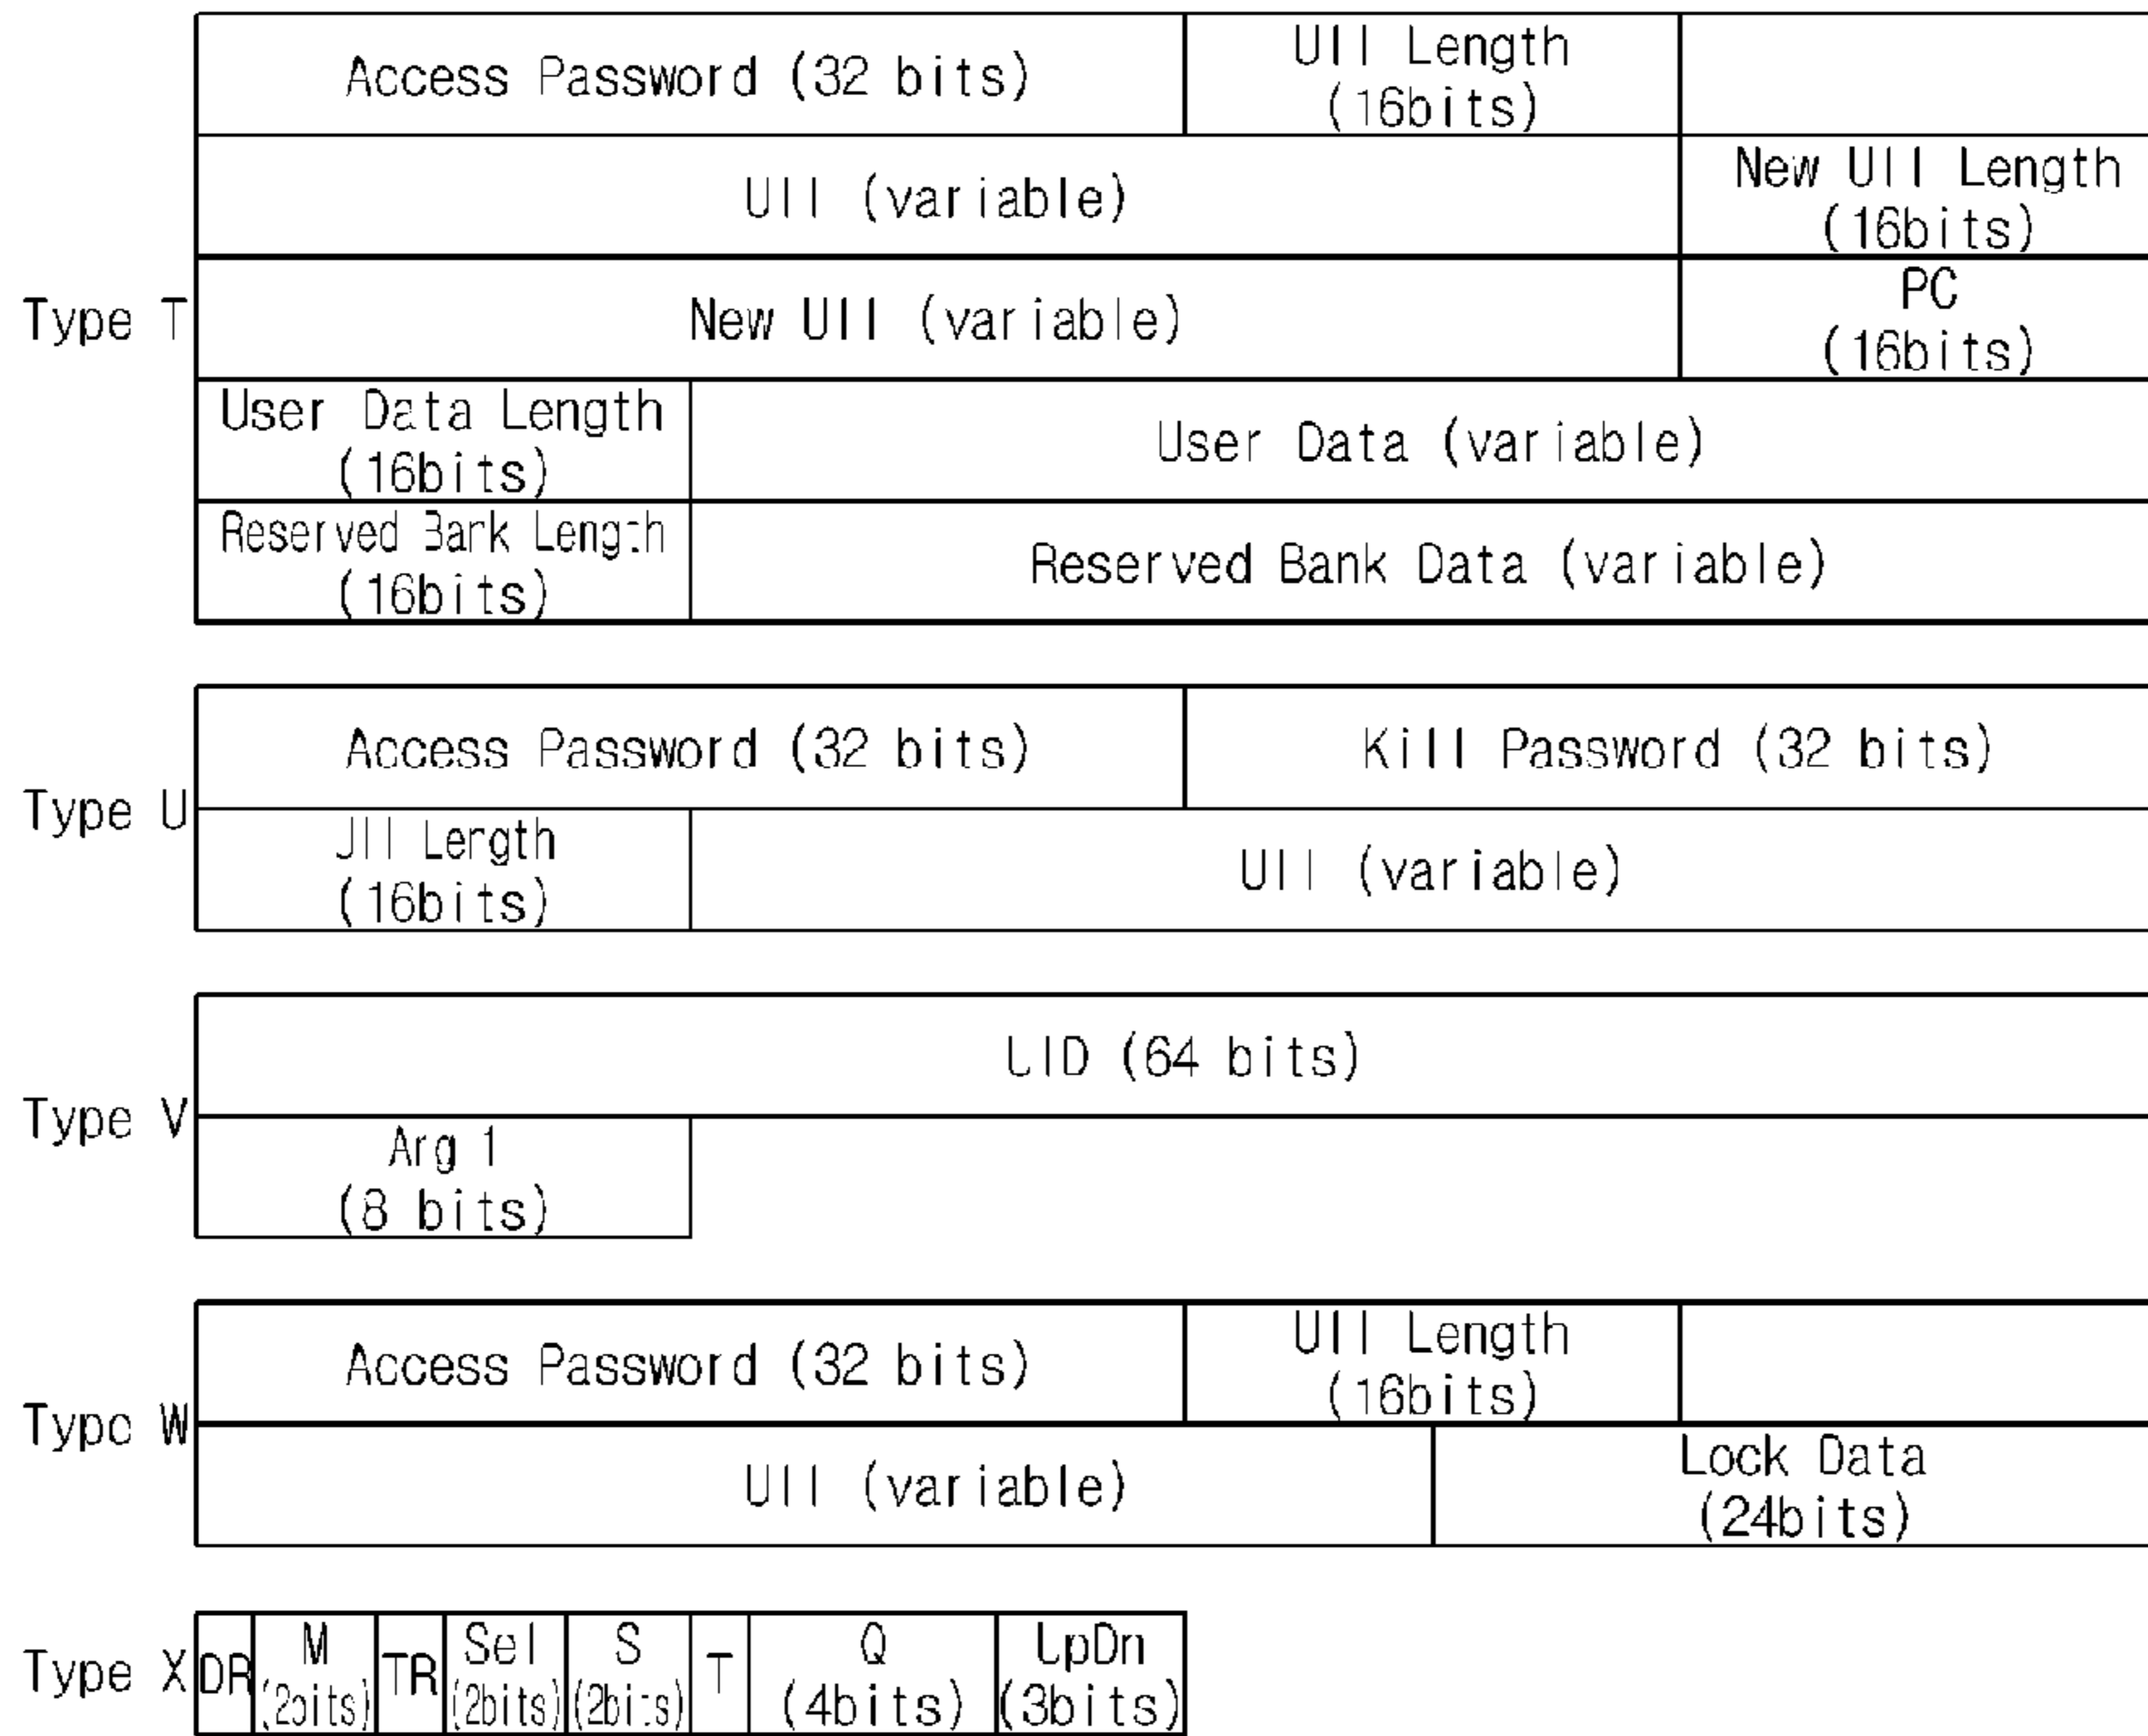 Access Password (32 bits)
UII Length
(16bits)
UII (variable)
New UII Length
(16bits)
Type T
New UII (variable)
PC
(16bits)
User Data Length
(16bits)
User Data (variable)
Reserved Bank Length
(16bits)
Reserved Bank Data (variable)
Type U
Access Password (32 bits)
Kill Password (32 bits)
UII Length
(16bits)
UII (variable)
Type V
UID (64 bits)
Arg 1
(8 bits)
Type W
Access Password (32 bits)
UII Length
(16bits)
UII (variable)
Lock Data
(24bits)
Type X
DR
M
(2bits)
TR
Sel
(2bits)
S
(2bits)
T
Q
(4bits)
UpDn
(3bits)